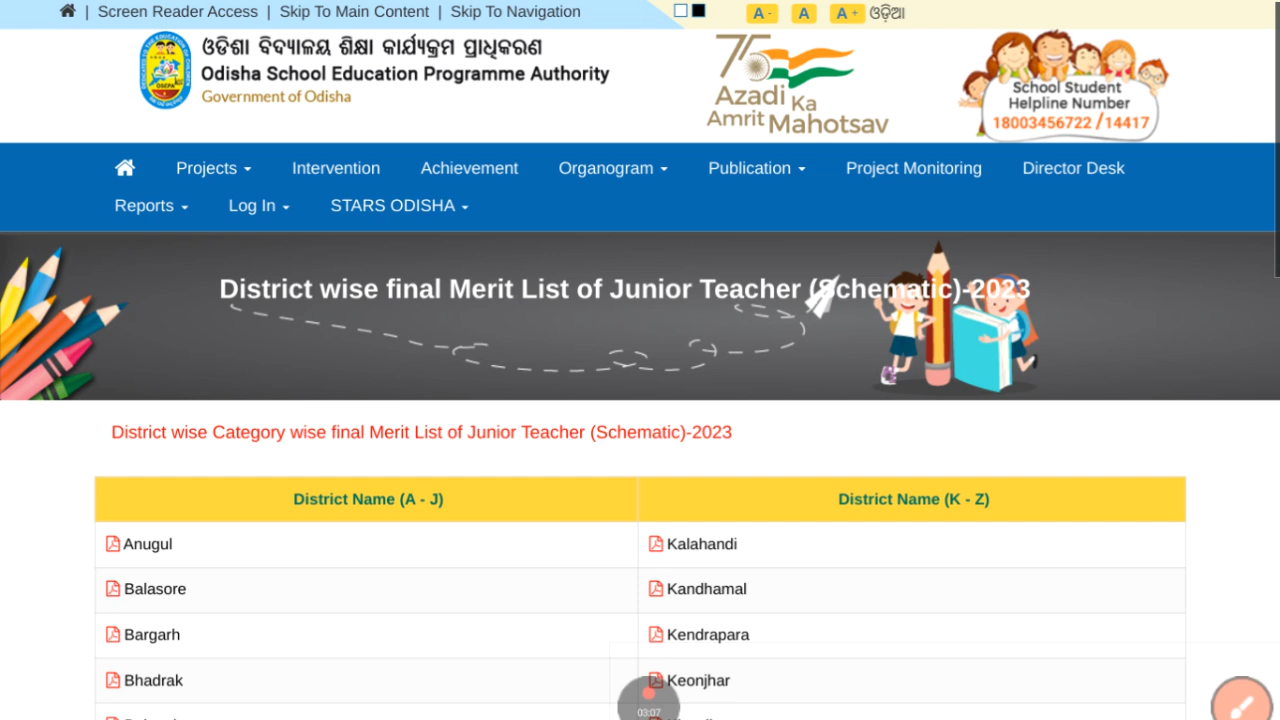 | Screen Reader Access | Skip To Main Content | Skip To Navigation
A - A A + ଓଡ଼ିଆ
ଓଡିଶା ବିଦ୍ୟାଳୟ ଶିକ୍ଷା କାର୍ଯ୍ୟକ୍ରମ ପ୍ରାଧିକରଣ
Odisha School Education Programme Authority
Government of Odisha
OSEPA
75
Azadi Ka
Amrit Mahotsav
School Student
Helpline Number
18003456722 / 14417
Projects Intervention Achievement Organogram Publication Project Monitoring Director Desk
Reports Log In STARS ODISHA
District wise final Merit List of Junior Teacher (Schematic)-2023
District wise Category wise final Merit List of Junior Teacher (Schematic)-2023
District Name (A - J) District Name (K - Z)
Anugul Kalahandi
Balasore Kandhamal
Bargarh Kendrapara
Bhadrak Keonjhar
03:07